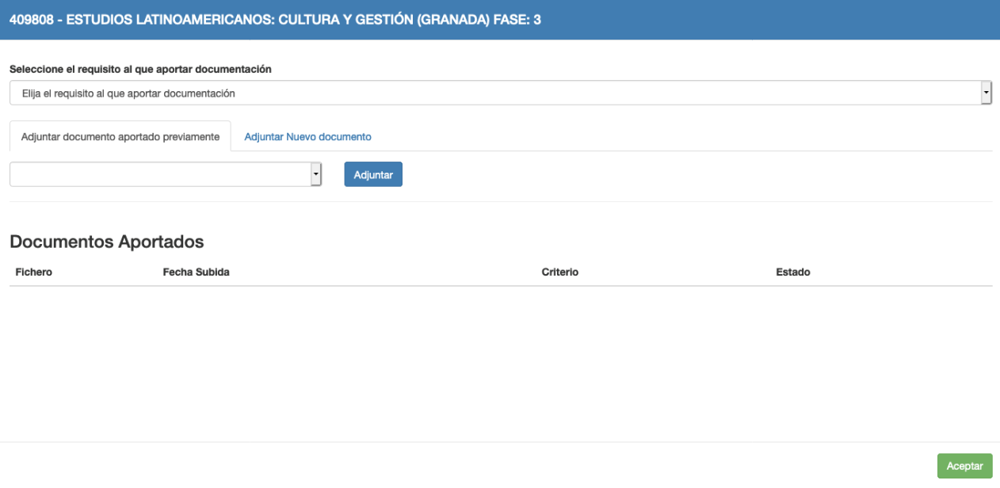 409808 - ESTUDIOS LATINOAMERICANOS: CULTURA Y GESTIÓN (GRANADA) FASE: 3
Seleccione el requisito al que aportar documentación
Elija el requisito al que aportar documentación
Adjuntar documento aportado previamente Adjuntar Nuevo documento
Adjuntar
Documentos Aportados
Fichero Fecha Subida Criterio Estado
Aceptar